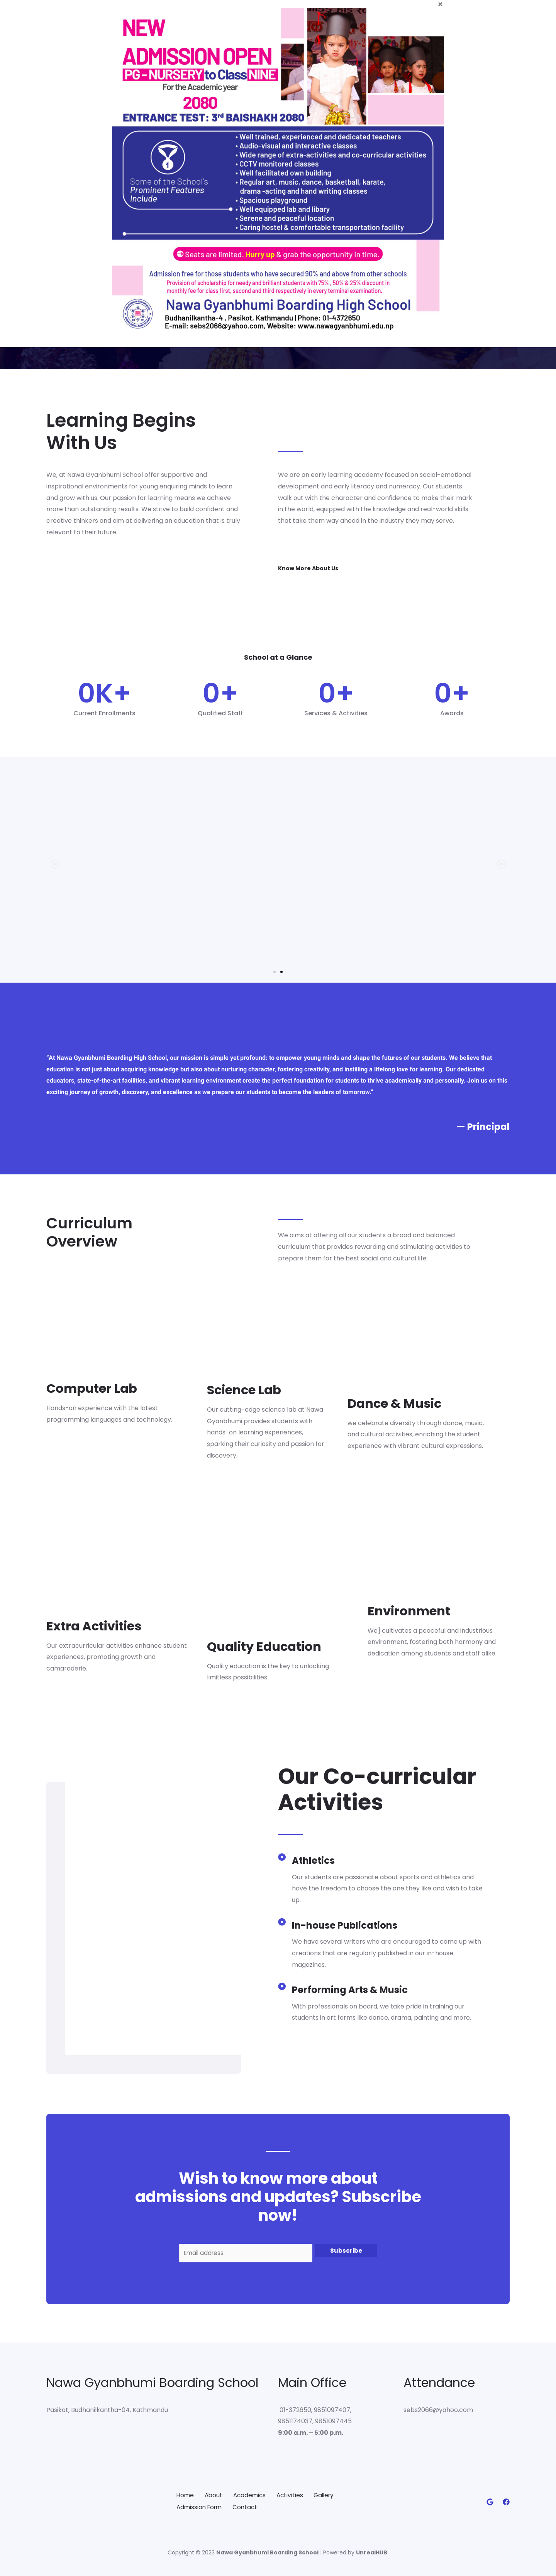 ×
NEW
ADMISSION OPEN
PG- NURSERY to Class NINE
For the Academic year
2080
ENTRANCE TEST: 3rd BAISHAKH 2080
Some of the School's
Prominent Features
Include
• Well trained, experienced and dedicated teachers
• Audio-visual and interactive classes
• Wide range of extra-activities and co-curricular activities
• CCTV monitored classes
• Well facilitated own building
• Regular art, music, dance, basketball, karate,
drama -acting and hand writing classes
• Spacious playground
• Well equipped lab and libary
• Serene and peaceful location
• Caring hostel & comfortable transportation facility
Seats are limited. Hurry up & grab the opportunity in time.
Admission fee for those students who have secured 90% and above from other schools
Provision of scholarship for needy and brilliant students with 75% , 50% & 25% discount in
monthly fee for class first, second and third respectively in every terminal examination.
Nawa Gyanbhumi Boarding High School
Budhanilkantha-4 , Pasikot, Kathmandu | Phone: 01-4372650
E-mail: sebs2066@yahoo.com, Website: www.nawagyanbhumi.edu.np
Learning Begins
With Us
We, at Nawa Gyanbhumi School offer supportive and
inspirational environments for young enquiring minds to learn
and grow with us. Our passion for learning means we achieve
more than outstanding results. We strive to build confident and
creative thinkers and aim at delivering an education that is truly
relevant to their future.
We are an early learning academy focused on social-emotional
development and early literacy and numeracy. Our students
walk out with the character and confidence to make their mark
in the world, equipped with the knowledge and real-world skills
that take them way ahead in the industry they may serve.
Know More About Us
School at a Glance
0K+
Current Enrollments
0+
Qualified Staff
0+
Services & Activities
0+
Awards
“At Nawa Gyanbhumi Boarding High School, our mission is simple yet profound: to empower young minds and shape the futures of our students. We believe that
education is not just about acquiring knowledge but also about nurturing character, fostering creativity, and instilling a lifelong love for learning. Our dedicated
educators, state-of-the-art facilities, and vibrant learning environment create the perfect foundation for students to thrive academically and personally. Join us on this
exciting journey of growth, discovery, and excellence as we prepare our students to become the leaders of tomorrow.”
— Principal
Curriculum
Overview
We aims at offering all our students a broad and balanced
curriculum that provides rewarding and stimulating activities to
prepare them for the best social and cultural life.
Computer Lab
Hands-on experience with the latest
programming languages and technology.
Science Lab
Our cutting-edge science lab at Nawa
Gyanbhumi provides students with
hands-on learning experiences,
sparking their curiosity and passion for
discovery.
Dance & Music
we celebrate diversity through dance, music,
and cultural activities, enriching the student
experience with vibrant cultural expressions.
Extra Activities
Our extracurricular activities enhance student
experiences, promoting growth and
camaraderie.
Quality Education
Quality education is the key to unlocking
limitless possibilities.
Environment
We] cultivates a peaceful and industrious
environment, fostering both harmony and
dedication among students and staff alike.
Our Co-curricular
Activities
Athletics
Our students are passionate about sports and athletics and
have the freedom to choose the one they like and wish to take
up.
In-house Publications
We have several writers who are encouraged to come up with
creations that are regularly published in our in-house
magazines.
Performing Arts & Music
With professionals on board, we take pride in training our
students in art forms like dance, drama, painting and more.
Wish to know more about
admissions and updates? Subscribe
now!
Email address
Subscribe
Nawa Gyanbhumi Boarding School
Pasikot, Budhanilkantha-04, Kathmandu
Main Office
01-372650, 9851097407,
9851174037, 9851097445
9:00 a.m. – 5:00 p.m.
Attendance
sebs2066@yahoo.com
Home About Academics Activities Gallery
Admission Form Contact
Copyright © 2023 Nawa Gyanbhumi Boarding School | Powered by UnrealHUB.